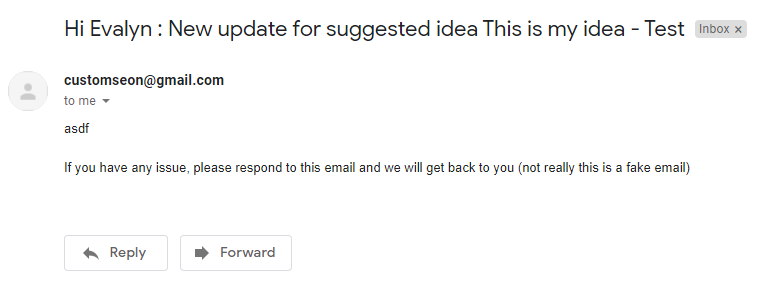 Hi Evalyn : New update for suggested idea This is my idea - Test Inbox ×
customseon@gmail.com
to me
asdf
If you have any issue, please respond to this email and we will get back to you (not really this is a fake email)
Reply Forward